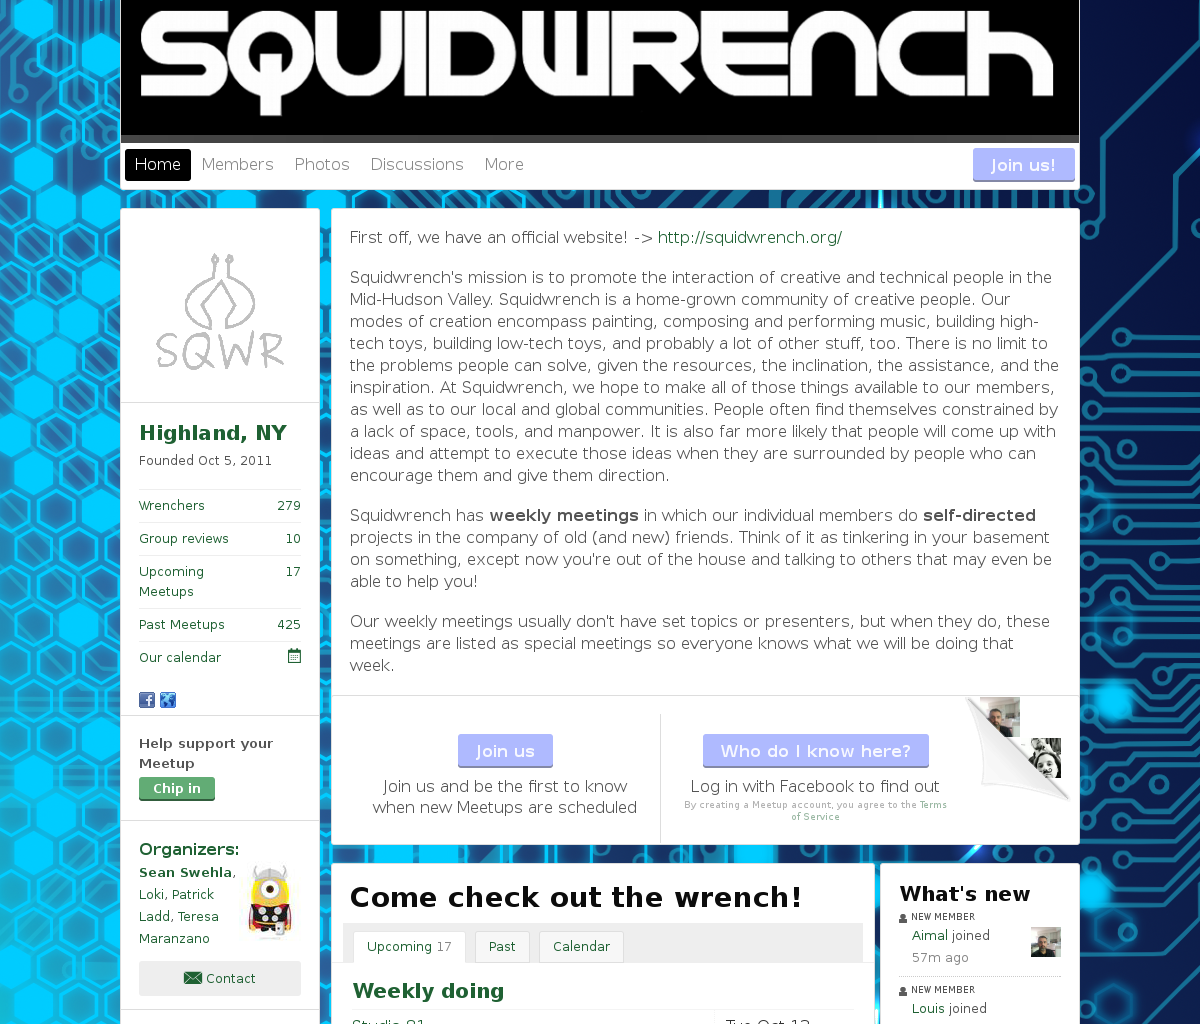 SQUIDWRENCh
Home Members Photos Discussions More Join us!
SQWR
Highland, NY
Founded Oct 5, 2011
Wrenchers 279
Group reviews 10
Upcoming Meetups 17
Past Meetups 425
Our calendar
Help support your
Meetup
Chip in
Organizers:
Sean Swehla,
Loki, Patrick
Ladd, Teresa
Maranzano
Contact
First off, we have an official website! -> http://squidwrench.org/
Squidwrench's mission is to promote the interaction of creative and technical people in the
Mid-Hudson Valley. Squidwrench is a home-grown community of creative people. Our
modes of creation encompass painting, composing and performing music, building high-
tech toys, building low-tech toys, and probably a lot of other stuff, too. There is no limit to
the problems people can solve, given the resources, the inclination, the assistance, and the
inspiration. At Squidwrench, we hope to make all of those things available to our members,
as well as to our local and global communities. People often find themselves constrained by
a lack of space, tools, and manpower. It is also far more likely that people will come up with
ideas and attempt to execute those ideas when they are surrounded by people who can
encourage them and give them direction.
Squidwrench has weekly meetings in which our individual members do self-directed
projects in the company of old (and new) friends. Think of it as tinkering in your basement
on something, except now you're out of the house and talking to others that may even be
able to help you!
Our weekly meetings usually don't have set topics or presenters, but when they do, these
meetings are listed as special meetings so everyone knows what we will be doing that
week.
Join us
Join us and be the first to know
when new Meetups are scheduled
Who do I know here?
Log in with Facebook to find out
By creating a Meetup account, you agree to the Terms
of Service
Come check out the wrench!
Upcoming 17 Past Calendar
Weekly doing
Studio 81 Tue Oct 13
What's new
NEW MEMBER
Aimal joined
57m ago
NEW MEMBER
Louis joined